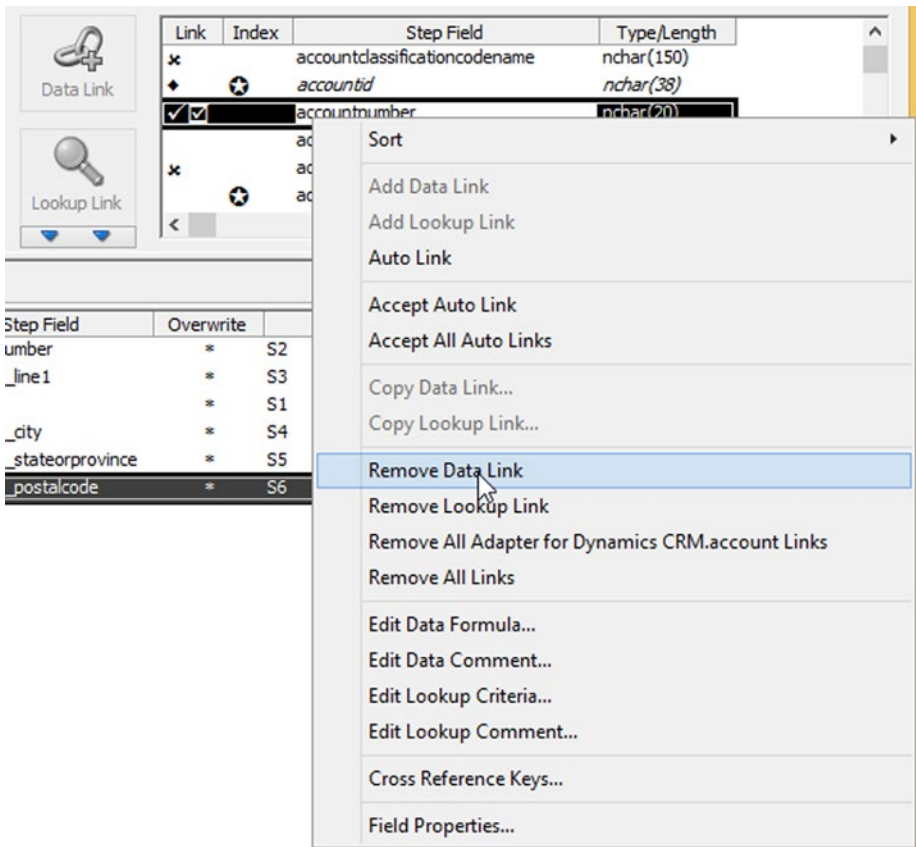 Link Index Step Field Type/Length
accountclassificationcodename nchar(150)
Data Link
accountid nchar(38)
accountnumber nchar(20)
ac
ac
Lookup Link
ac
Sort
Add Data Link
Add Lookup Link
Auto Link
Accept Auto Link
Accept All Auto Links
Copy Data Link...
Copy Lookup Link...
Remove Data Link
Remove Lookup Link
Remove All Adapter for Dynamics CRM.account Links
Remove All Links
Edit Data Formula...
Edit Data Comment...
Edit Lookup Criteria...
Edit Lookup Comment...
Cross Reference Keys...
Field Properties...
Step Field Overwrite
umber * S2
_line1 * S3
* S1
_city * S4
_stateorprovince * S5
_postalcode * S6